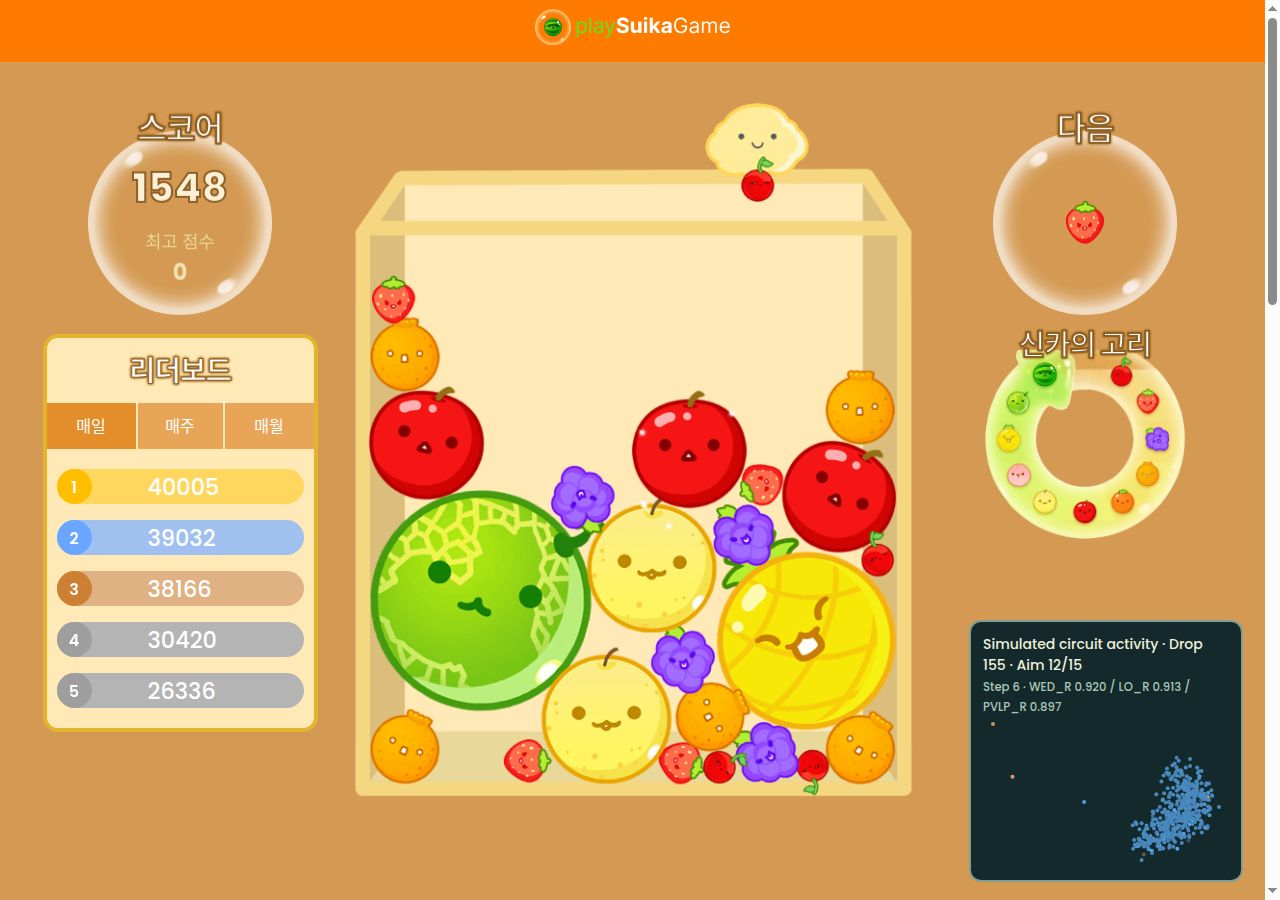 playSuikaGame
스코어
1548
최고 점수
0
다음
신카의 고리
리더보드
매일 매주 매월
1 40005
2 39032
3 38166
4 30420
5 26336
Simulated circuit activity · Drop
155 · Aim 12/15
Step 6 · WED_R 0.920 / LO_R 0.913 /
PVLP_R 0.897